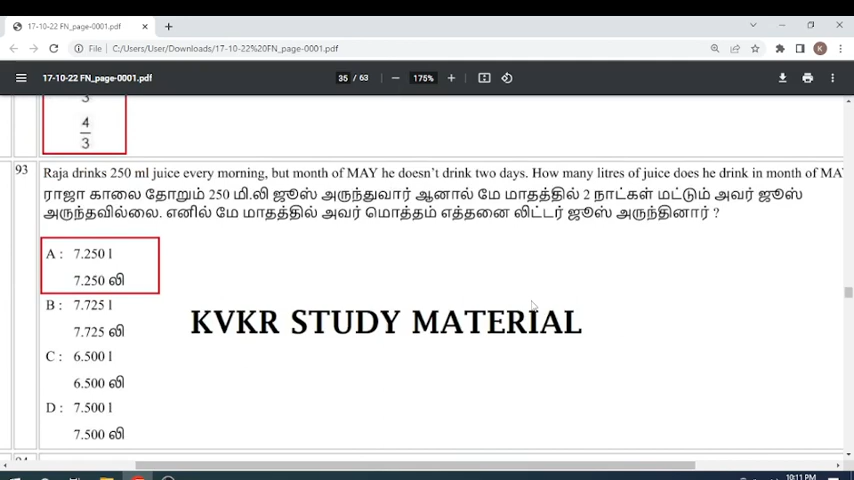 17-10-22 FN_page-0001.pdf
File | C:/Users/User/Downloads/17-10-22%20FN_page-0001.pdf
K
17-10-22 FN_page-0001.pdf
35 / 63
175%
3
4
3
93
Raja drinks 250 ml juice every morning, but month of MAY he doesn't drink two days. How many litres of juice does he drink in month of MA
ராஜா காலை தோறும் 250 மி.லி ஜூஸ் அருந்துவார் ஆனால் மே மாதத்தில் 2 நாட்கள் மட்டும் அவர் ஜூஸ்
அருந்தவில்லை. எனில் மே மாதத்தில் அவர் மொத்தம் எத்தனை லிட்டர் ஜூஸ் அருந்தினார் ?
A : 7.250 l
7.250 லி
B : 7.725 l
7.725 லி
KVKR STUDY MATERIAL
C : 6.500 l
6.500 லி
D : 7.500 l
7.500 லி
10:11 PM